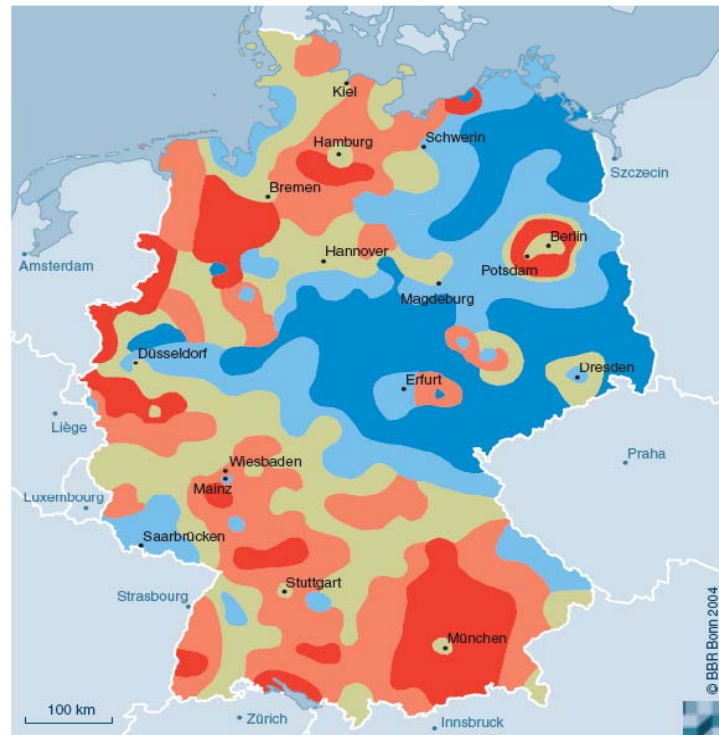 Kiel
Hamburg
Schwerin
Szczecin
Bremen
Amsterdam
Hannover
Berlin
Potsdam
Magdeburg
Düsseldorf
Erfurt
Dresden
Liège
Wiesbaden
Praha
Mainz
Luxembourg
Saarbrücken
Strasbourg
Stuttgart
München
100 km
Zürich
Innsbruck
© BBR Bonn 2004